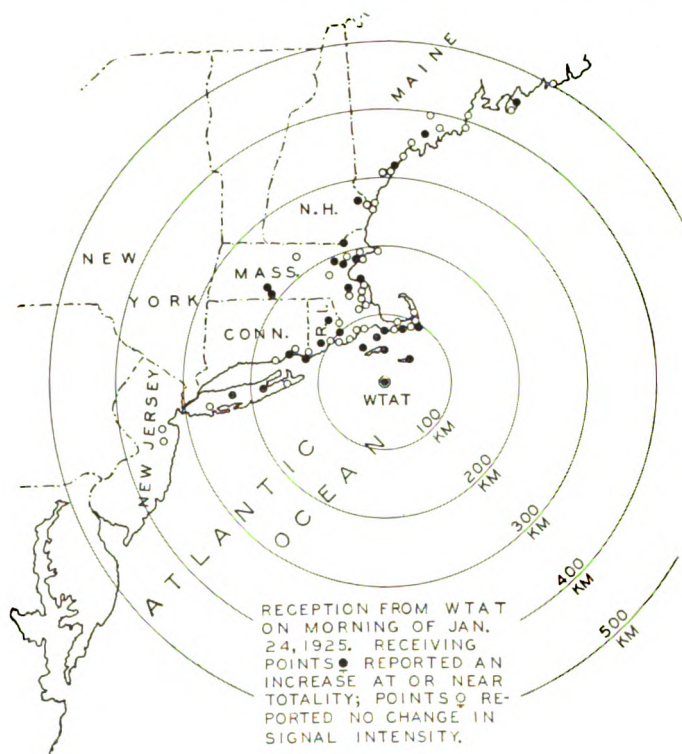 MAINE
N.H.
NEW
YORK
MASS.
CONN.
R.I.
L.I.
NEW JERSEY
WTAT
ATLANTIC
OCEAN
100
KM
200
KM
300
KM
400
KM
500
KM
RECEPTION FROM WTAT
ON MORNING OF JAN.
24, 1925. RECEIVING
POINTS ● REPORTED AN
INCREASE AT OR NEAR
TOTALITY; POINTS ○ RE-
PORTED NO CHANGE IN
SIGNAL INTENSITY.